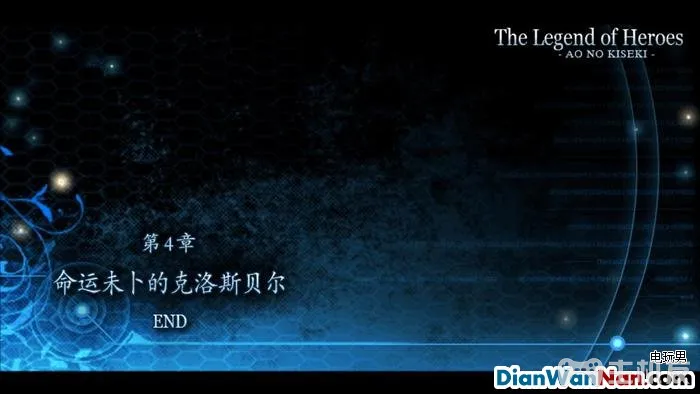 The Legend of Heroes
- AO NO KISEKI -
第4章
命运未卜的克洛斯贝尔
END
电玩男
DianWanNan.com